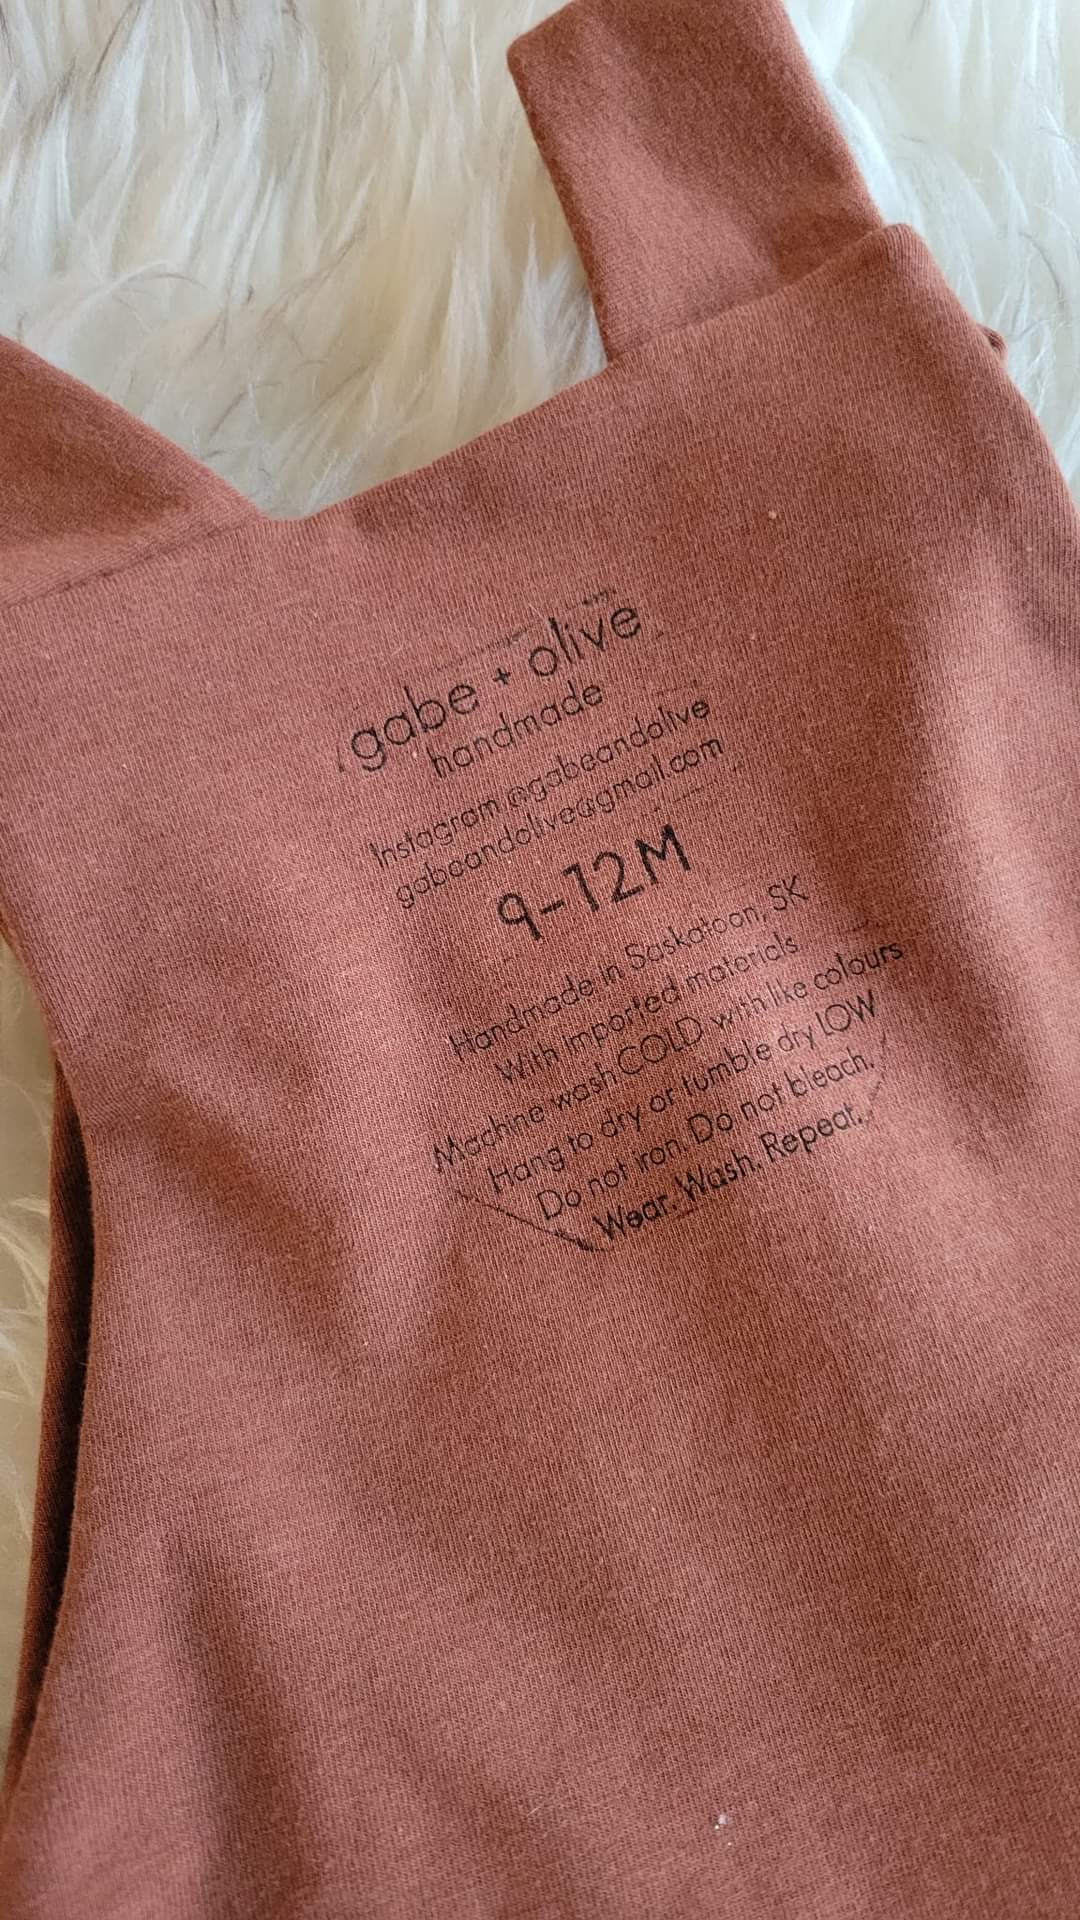 gabe + olive
handmade
Instagram @gabeandolive
gabeandolive@gmail.com
9-12M
Handmade in Saskatoon, SK
With imported materials
Machine wash COLD with like colours
Hang to dry or tumble dry LOW
Do not iron. Do not bleach.
Wear. Wash. Repeat.